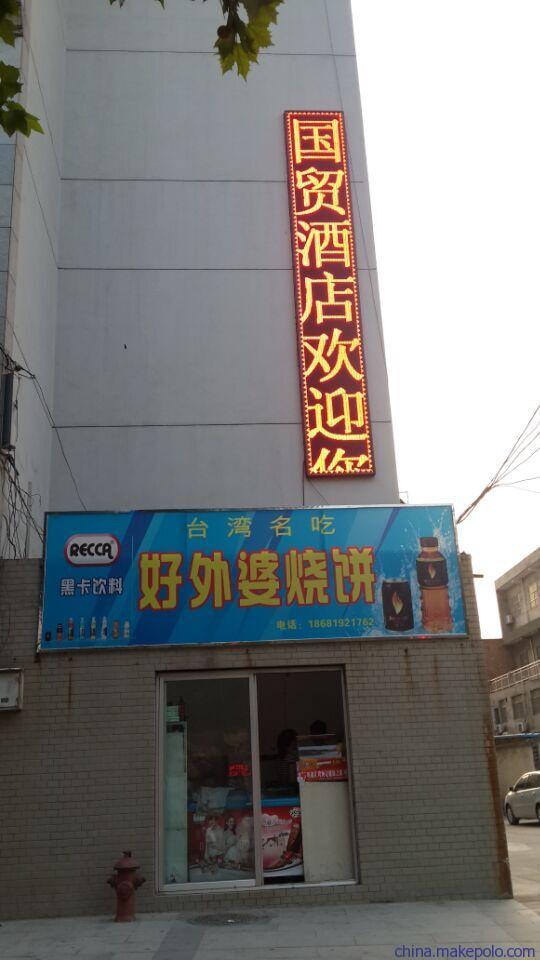 国贸酒店欢迎您
台湾名吃
RECCA
黑卡饮料
好外婆烧饼
电话：18681921762
china.makepolo.com